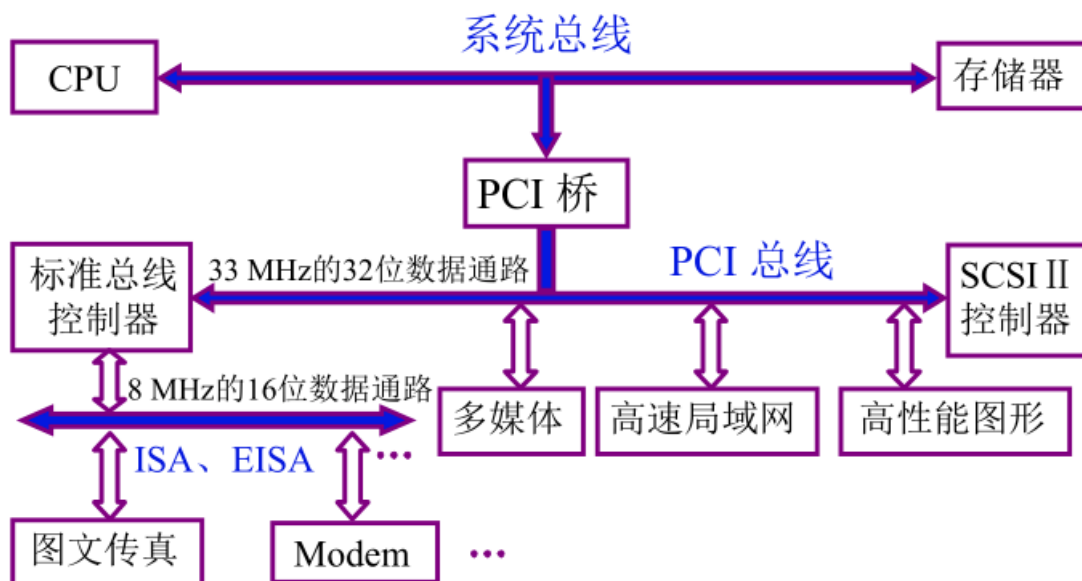 系统总线
CPU
存储器
PCI 桥
标准总线
控制器
33 MHz的32位数据通路
PCI 总线
SCSI Ⅱ
控制器
8 MHz的16位数据通路
多媒体
高速局域网
高性能图形
ISA、EISA
...
图文传真
Modem
...